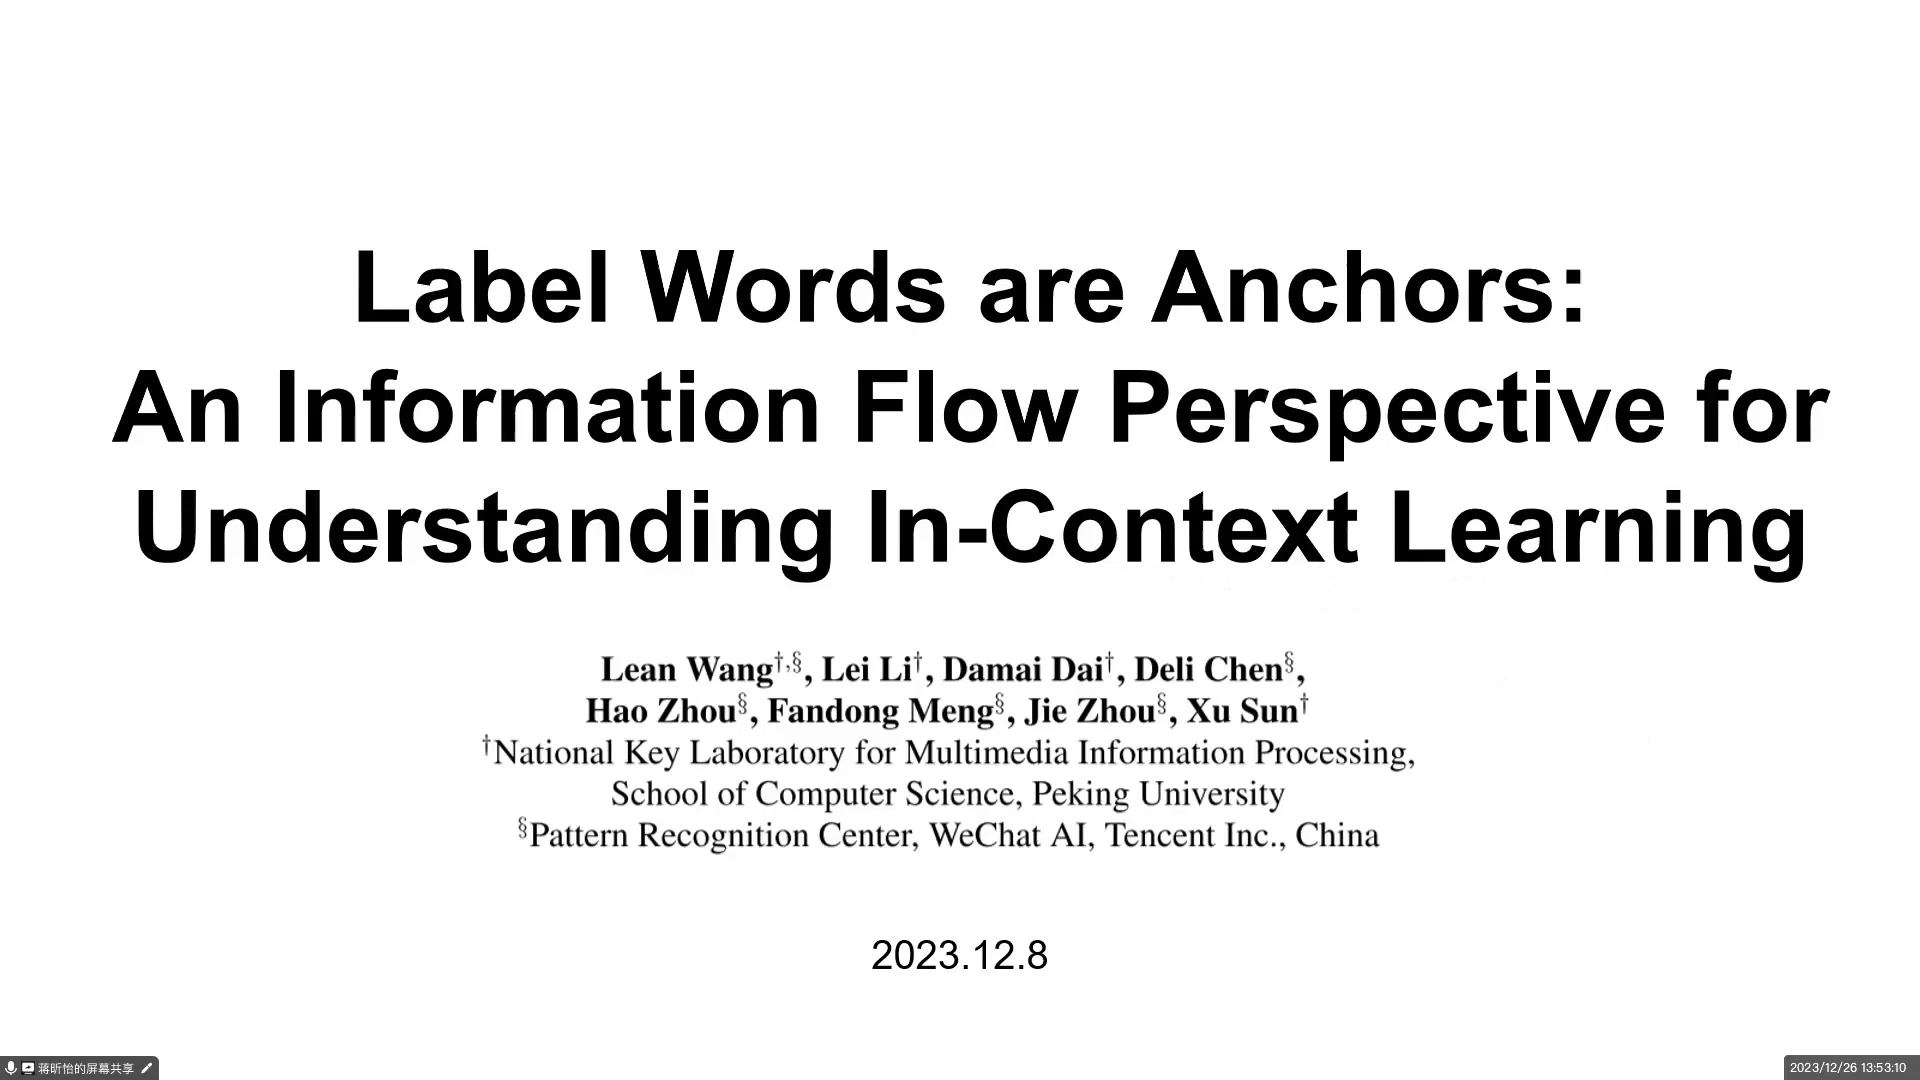 Label Words are Anchors:
An Information Flow Perspective for
Understanding In-Context Learning
Lean Wang†,§, Lei Li†, Damai Dai†, Deli Chen§,
Hao Zhou§, Fandong Meng§, Jie Zhou§, Xu Sun†
†National Key Laboratory for Multimedia Information Processing,
School of Computer Science, Peking University
§Pattern Recognition Center, WeChat AI, Tencent Inc., China
2023.12.8
蒋昕怡的屏幕共享
2023/12/26 13:53:10